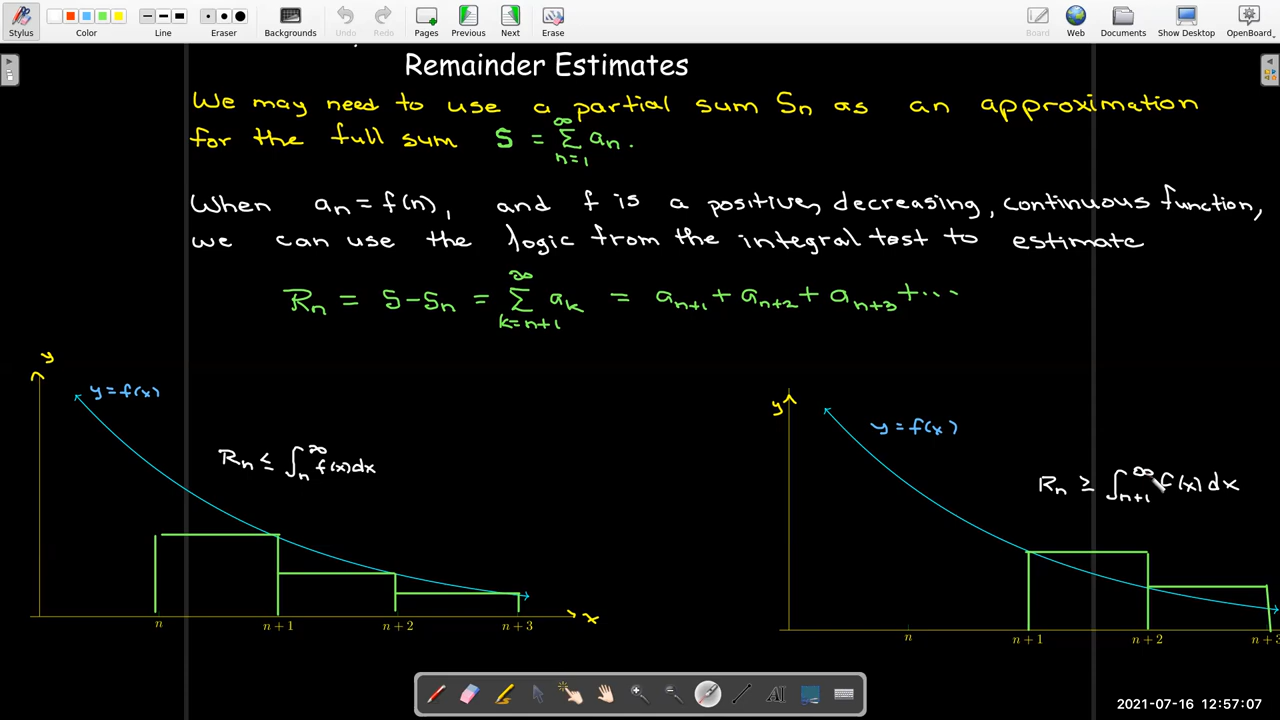 Stylus
Color
Line
Eraser
Backgrounds
Undo
Redo
Pages
Previous
Next
Erase
Board
Web
Documents
Show Desktop
OpenBoard
Remainder Estimates
We may need to use a partial sum Sn as an approximation
for the full sum S = ∑_{n=1}^{∞} aₙ.
When aₙ = f(n), and f is a positive, decreasing, continuous function,
we can use the logic from the integral test to estimate
Rₙ = S − Sₙ = ∑_{k=n+1}^{∞} aₖ = aₙ₊₁ + aₙ₊₂ + aₙ₊₃ + ⋯
y
y = f(x)
Rₙ ≤ ∫_{n}^{∞} f(x)dx
n
n + 1
n + 2
n + 3
x
y
y = f(x)
Rₙ ≥ ∫_{n+1}^{∞} f(x) dx
n
n + 1
n + 2
n + 3
AI
2021-07-16 12:57:07